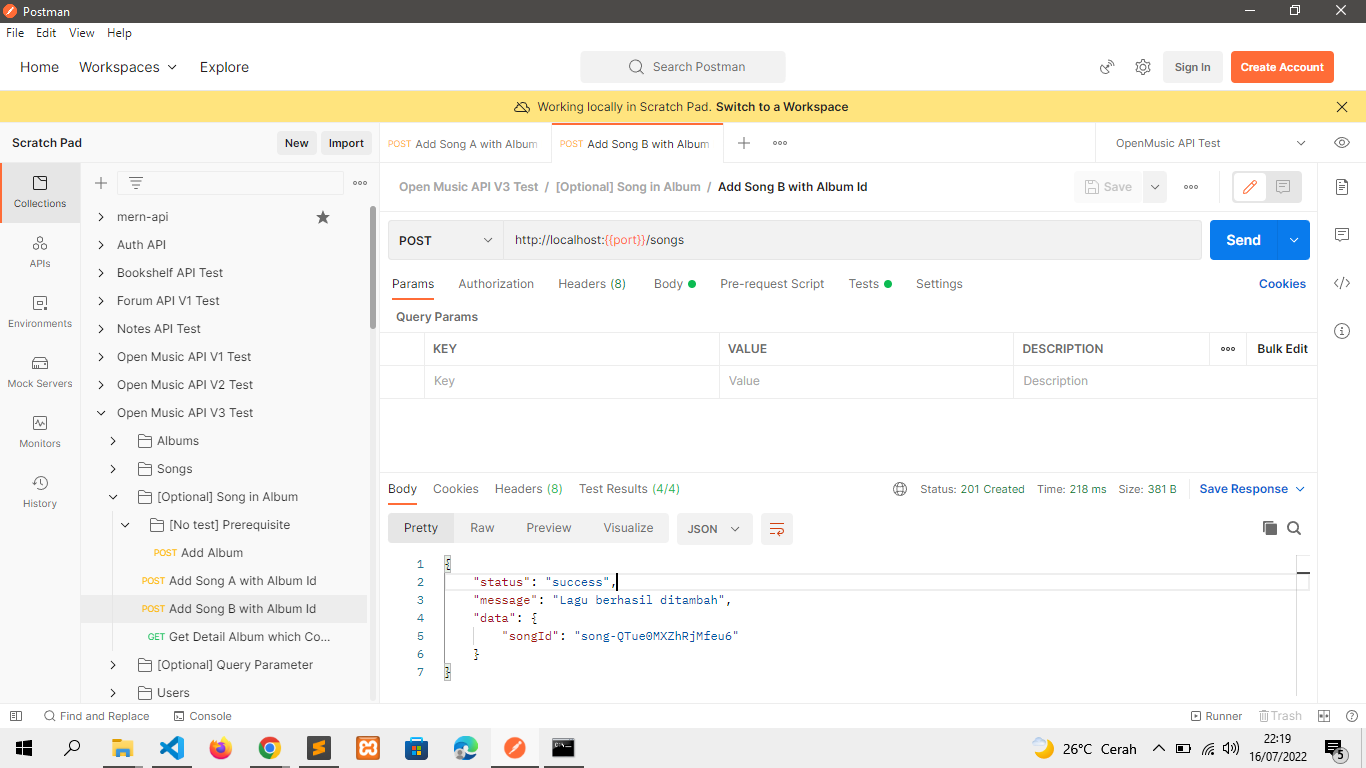 Postman
File Edit View Help
Home Workspaces Explore
Search Postman
Sign In
Create Account
Working locally in Scratch Pad. Switch to a Workspace
Scratch Pad
New Import
POST Add Song A with Album
POST Add Song B with Album
OpenMusic API Test
Collections
APIs
Environments
Mock Servers
Monitors
History
mern-api
Auth API
Bookshelf API Test
Forum API V1 Test
Notes API Test
Open Music API V1 Test
Open Music API V2 Test
Open Music API V3 Test
Albums
Songs
[Optional] Song in Album
[No test] Prerequisite
POST Add Album
POST Add Song A with Album Id
POST Add Song B with Album Id
GET Get Detail Album which Co...
[Optional] Query Parameter
Users
Open Music API V3 Test / [Optional] Song in Album / Add Song B with Album Id
Save
POST http://localhost:{{port}}/songs
Send
Params Authorization Headers (8) Body Pre-request Script Tests Settings Cookies
Query Params
KEY VALUE DESCRIPTION Bulk Edit
Key Value Description
Body Cookies Headers (8) Test Results (4/4) Status: 201 Created Time: 218 ms Size: 381 B Save Response
Pretty Raw Preview Visualize JSON
1 {
2 "status": "success",
3 "message": "Lagu berhasil ditambah",
4 "data": {
5 "songId": "song-QTue0MXZhRjMfeu6"
6 }
7 }
Find and Replace Console Runner Trash
26°C Cerah
22:19
16/07/2022
5